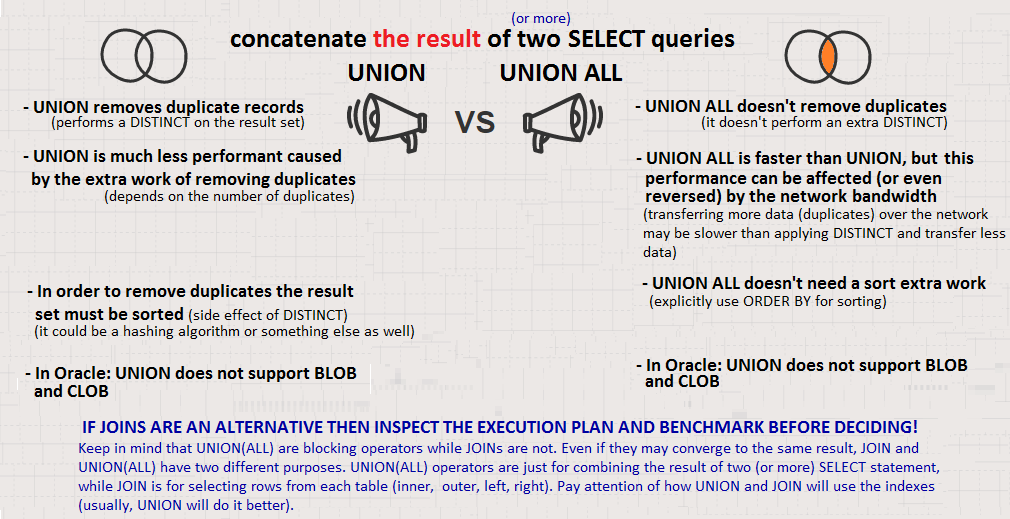 (or more)
concatenate the result of two SELECT queries
UNION
VS
UNION ALL
- UNION removes duplicate records
(performs a DISTINCT on the result set)
- UNION is much less performant caused
by the extra work of removing duplicates
(depends on the number of duplicates)
- In order to remove duplicates the result
set must be sorted (side effect of DISTINCT)
(it could be a hashing algorithm or something else as well)
- In Oracle: UNION does not support BLOB
and CLOB
- UNION ALL doesn't remove duplicates
(it doesn't perform an extra DISTINCT)
- UNION ALL is faster than UNION, but this
performance can be affected (or even
reversed) by the network bandwidth
(transferring more data (duplicates) over the network
may be slower than applying DISTINCT and transfer less
data)
- UNION ALL doesn't need a sort extra work
(explicitly use ORDER BY for sorting)
- In Oracle: UNION does not support BLOB
and CLOB
IF JOINS ARE AN ALTERNATIVE THEN INSPECT THE EXECUTION PLAN AND BENCHMARK BEFORE DECIDING!
Keep in mind that UNION(ALL) are blocking operators while JOINs are not. Even if they may converge to the same result, JOIN and
UNION(ALL) have two different purposes. UNION(ALL) operators are just for combining the result of two (or more) SELECT statement,
while JOIN is for selecting rows from each table (inner, outer, left, right). Pay attention of how UNION and JOIN will use the indexes
(usually, UNION will do it better).